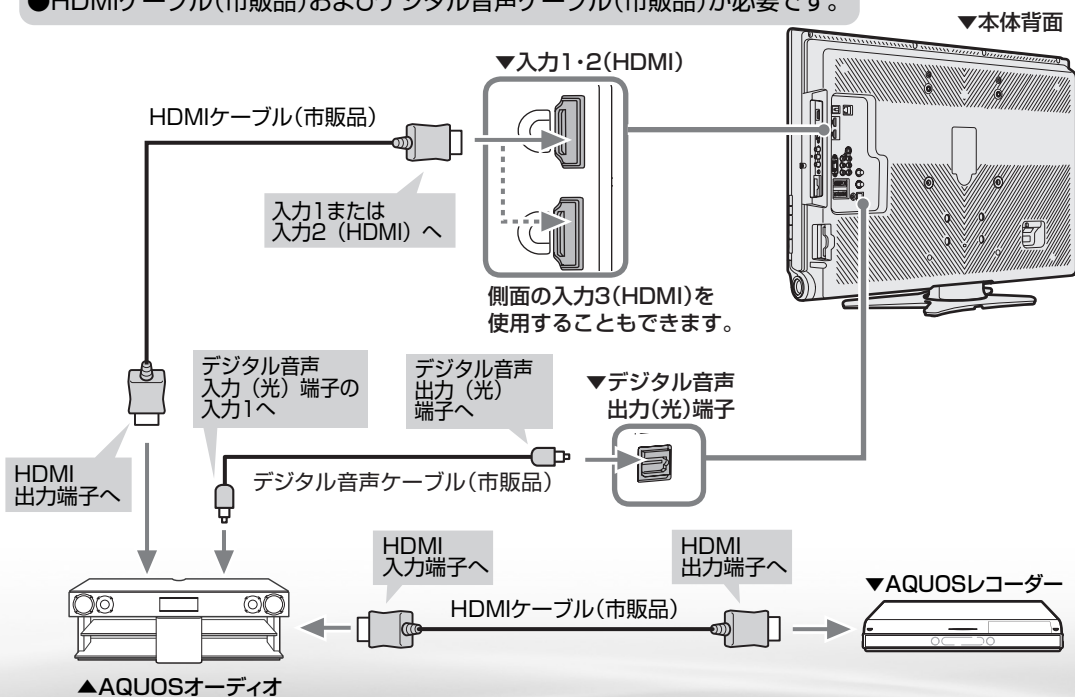 ●HDMIケーブル(市販品)およびデジタル音声ケーブル(市販品)が必要です。
▼本体背面
▼入力1・2(HDMI)
HDMIケーブル(市販品)
入力1または
入力2（HDMI）へ
側面の入力3(HDMI)を
使用することもできます。
デジタル音声
入力（光）端子の
入力1へ
デジタル音声
出力（光）
端子へ
▼デジタル音声
出力(光)端子
HDMI
出力端子へ
デジタル音声ケーブル(市販品)
HDMI
入力端子へ
HDMI
出力端子へ
HDMIケーブル(市販品)
▼AQUOSレコーダー
▲AQUOSオーディオ